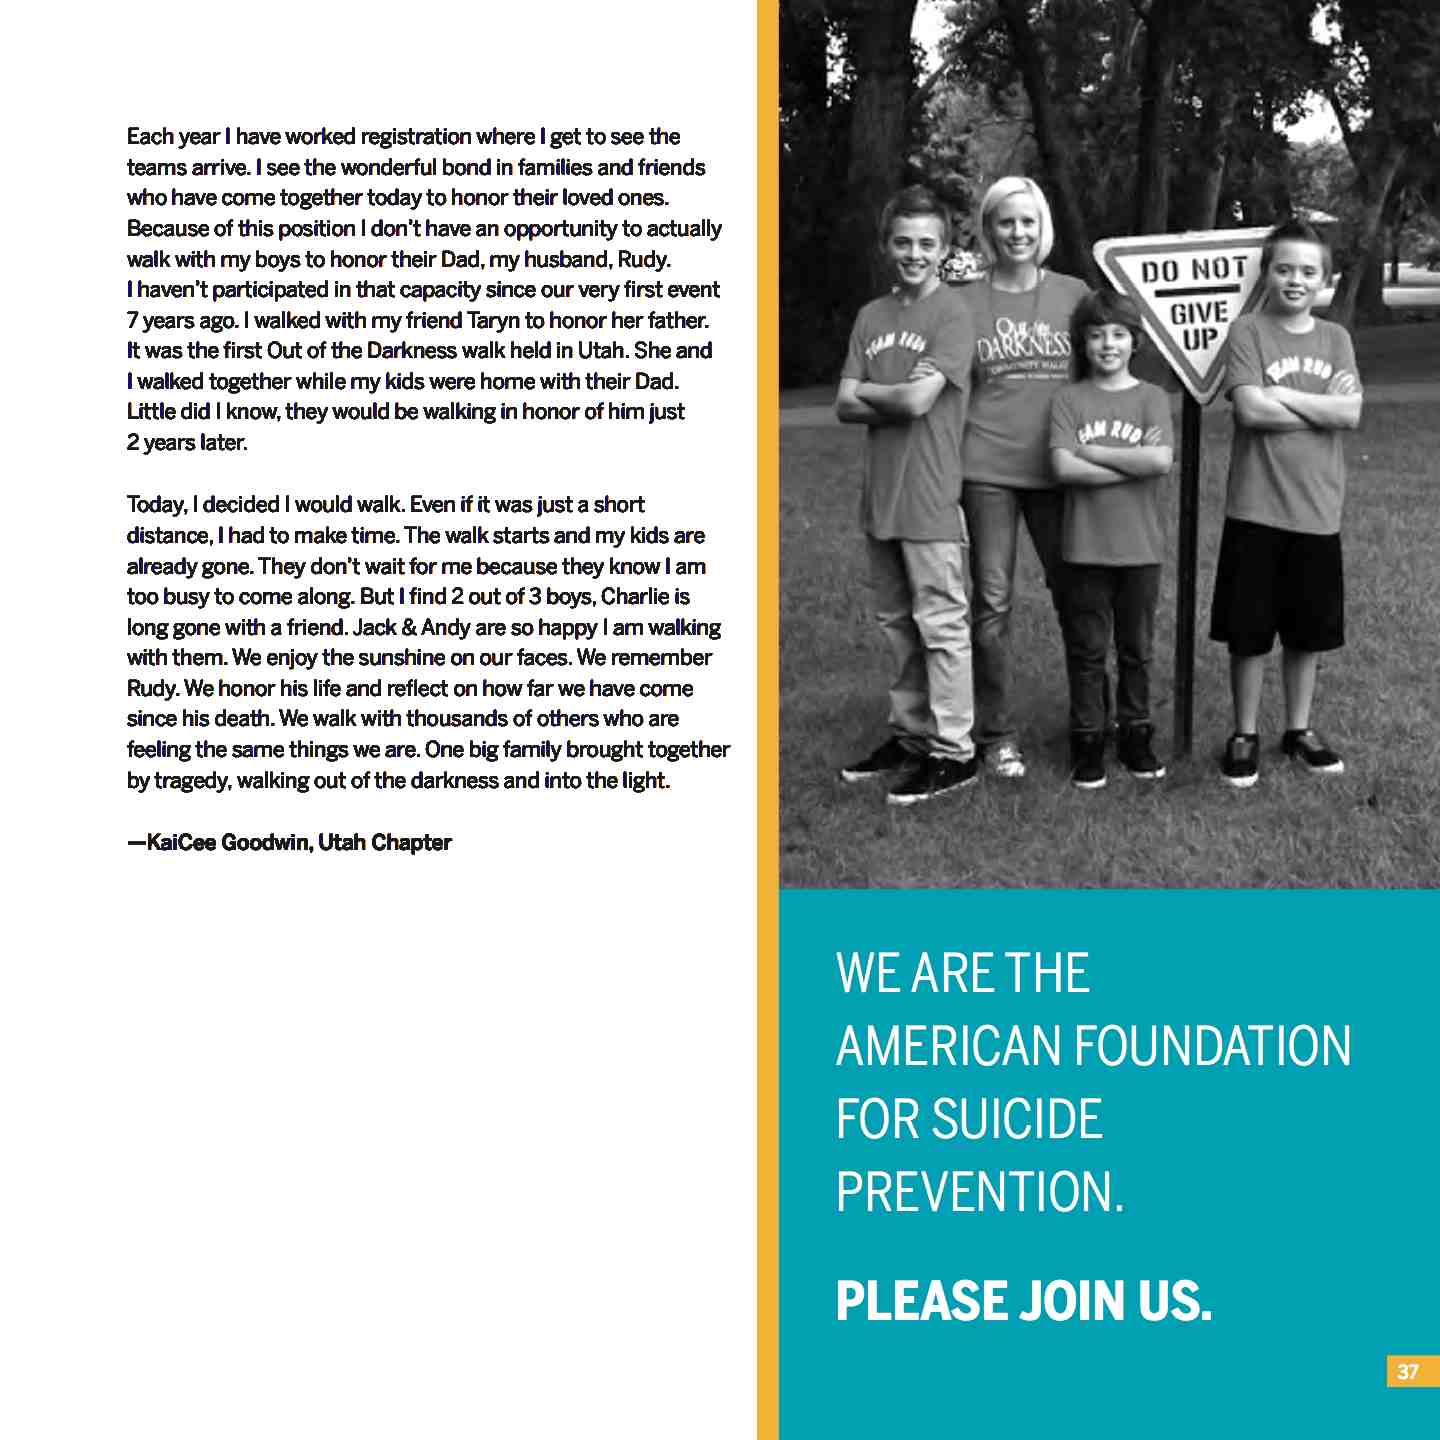 Each year I have worked registration where I get to see the
teams arrive. I see the wonderful bond in families and friends
who have come together today to honor their loved ones.
Because of this position I don't have an opportunity to actually
walk with my boys to honor their Dad, my husband, Rudy.
I haven't participated in that capacity since our very first event
7 years ago. I walked with my friend Taryn to honor her father.
It was the first Out of the Darkness walk held in Utah. She and
I walked together while my kids were home with their Dad.
Little did I know, they would be walking in honor of him just
2 years later.
Today, I decided I would walk. Even if it was just a short
distance, I had to make time. The walk starts and my kids are
already gone. They don't wait for me because they know I am
too busy to come along. But I find 2 out of 3 boys, Charlie is
long gone with a friend. Jack & Andy are so happy I am walking
with them. We enjoy the sunshine on our faces. We remember
Rudy. We honor his life and reflect on how far we have come
since his death. We walk with thousands of others who are
feeling the same things we are. One big family brought together
by tragedy, walking out of the darkness and into the light.
—KaiCee Goodwin, Utah Chapter
DO NOT
GIVE
UP
TEAM RUDY
Out of the
DARKNESS
COMMUNITY WALKS
EAM RUD
TEAM RUD
WE ARE THE
AMERICAN FOUNDATION
FOR SUICIDE
PREVENTION.
PLEASE JOIN US.
37